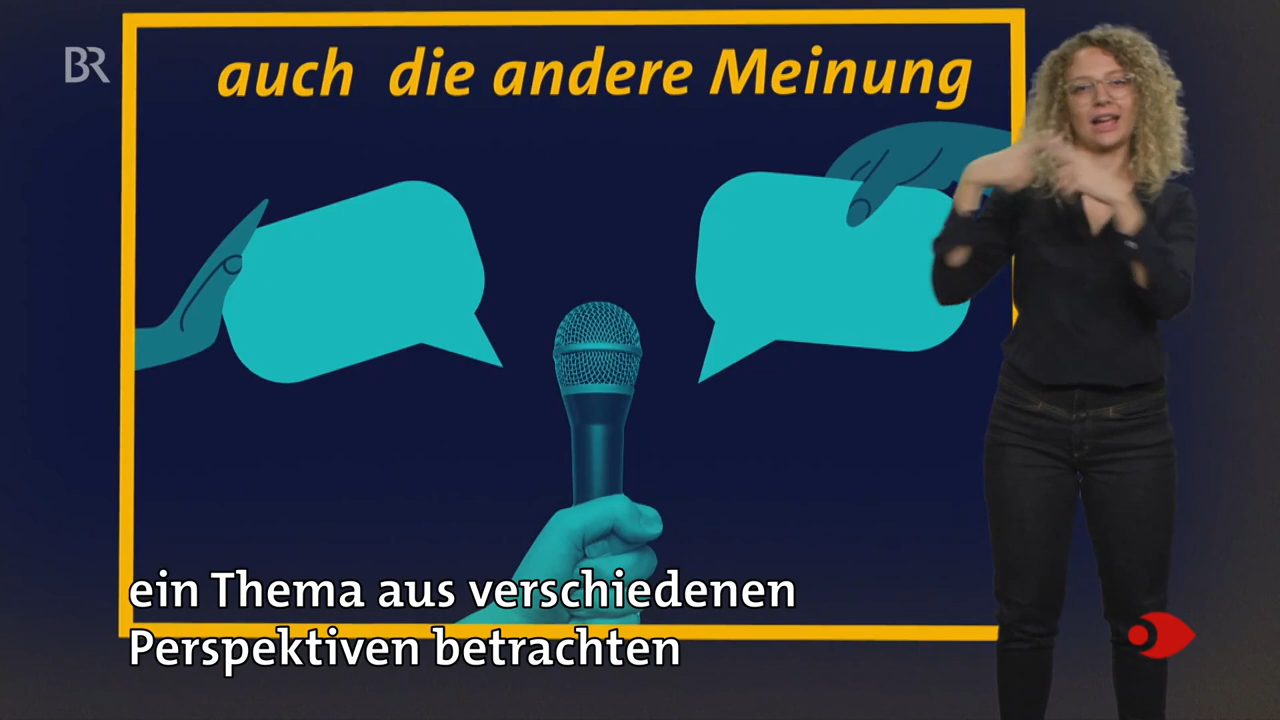 BR
auch die andere Meinung
ein Thema aus verschiedenen
Perspektiven betrachten